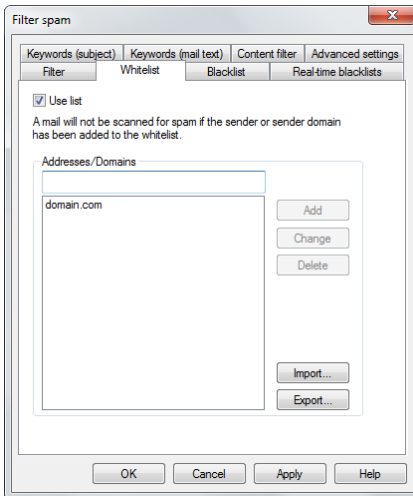 Filter spam
Keywords (subject) Keywords (mail text) Content filter Advanced settings
Filter Whitelist Blacklist Real-time blacklists
Use list
A mail will not be scanned for spam if the sender or sender domain
has been added to the whitelist.
Addresses/Domains
domain.com
Add
Change
Delete
Import...
Export...
OK Cancel Apply Help